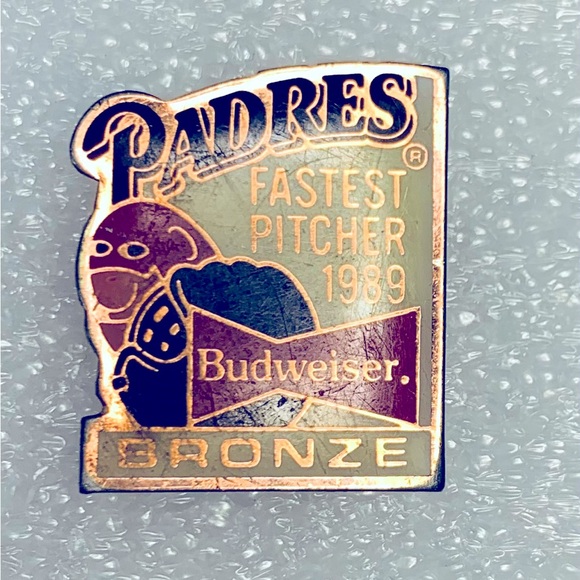 PADRES®
FASTEST
PITCHER
1989
Budweiser.
BRONZE